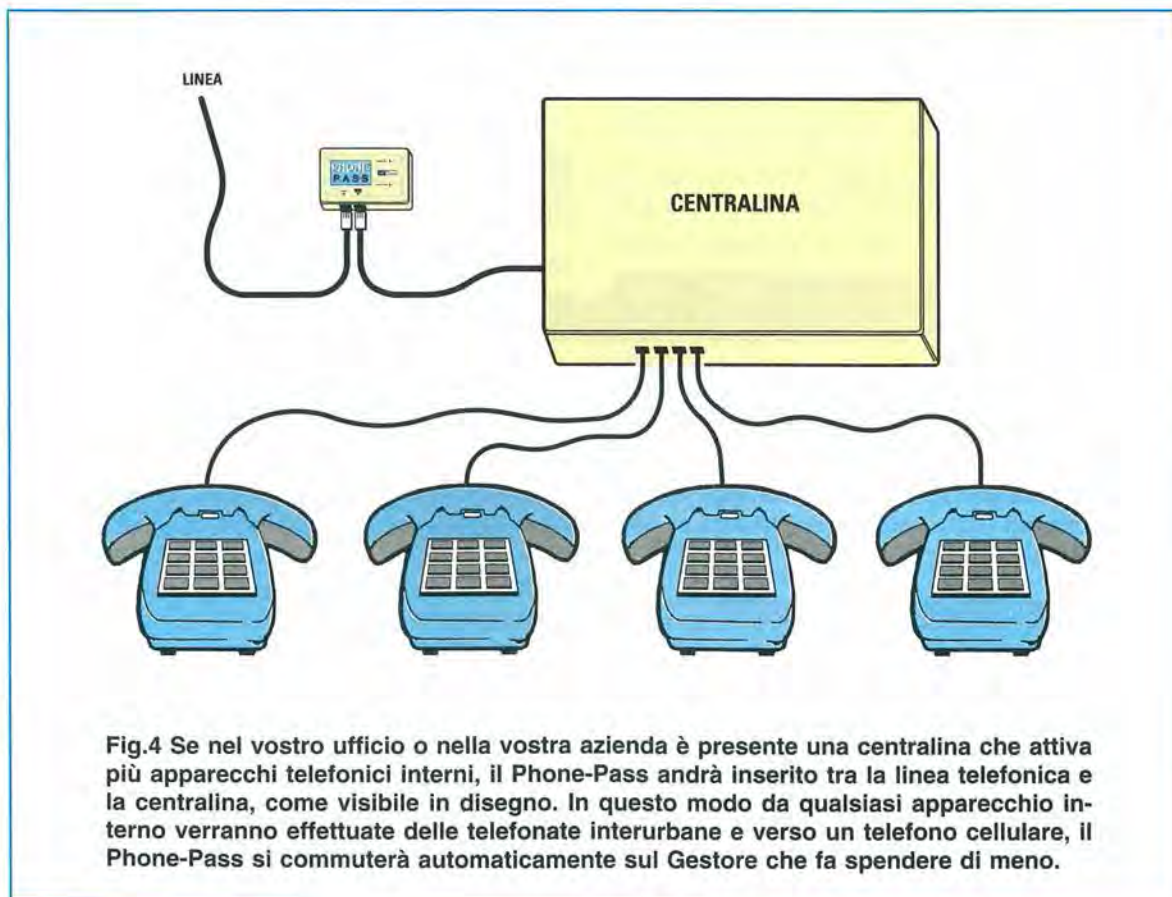 LINEA
PHONE
PASS
CENTRALINA
Fig.4 Se nel vostro ufficio o nella vostra azienda è presente una centralina che attiva
più apparecchi telefonici interni, il Phone-Pass andrà inserito tra la linea telefonica e
la centralina, come visibile in disegno. In questo modo da qualsiasi apparecchio in-
terno verranno effettuate delle telefonate interurbane e verso un telefono cellulare, il
Phone-Pass si commuterà automaticamente sul Gestore che fa spendere di meno.